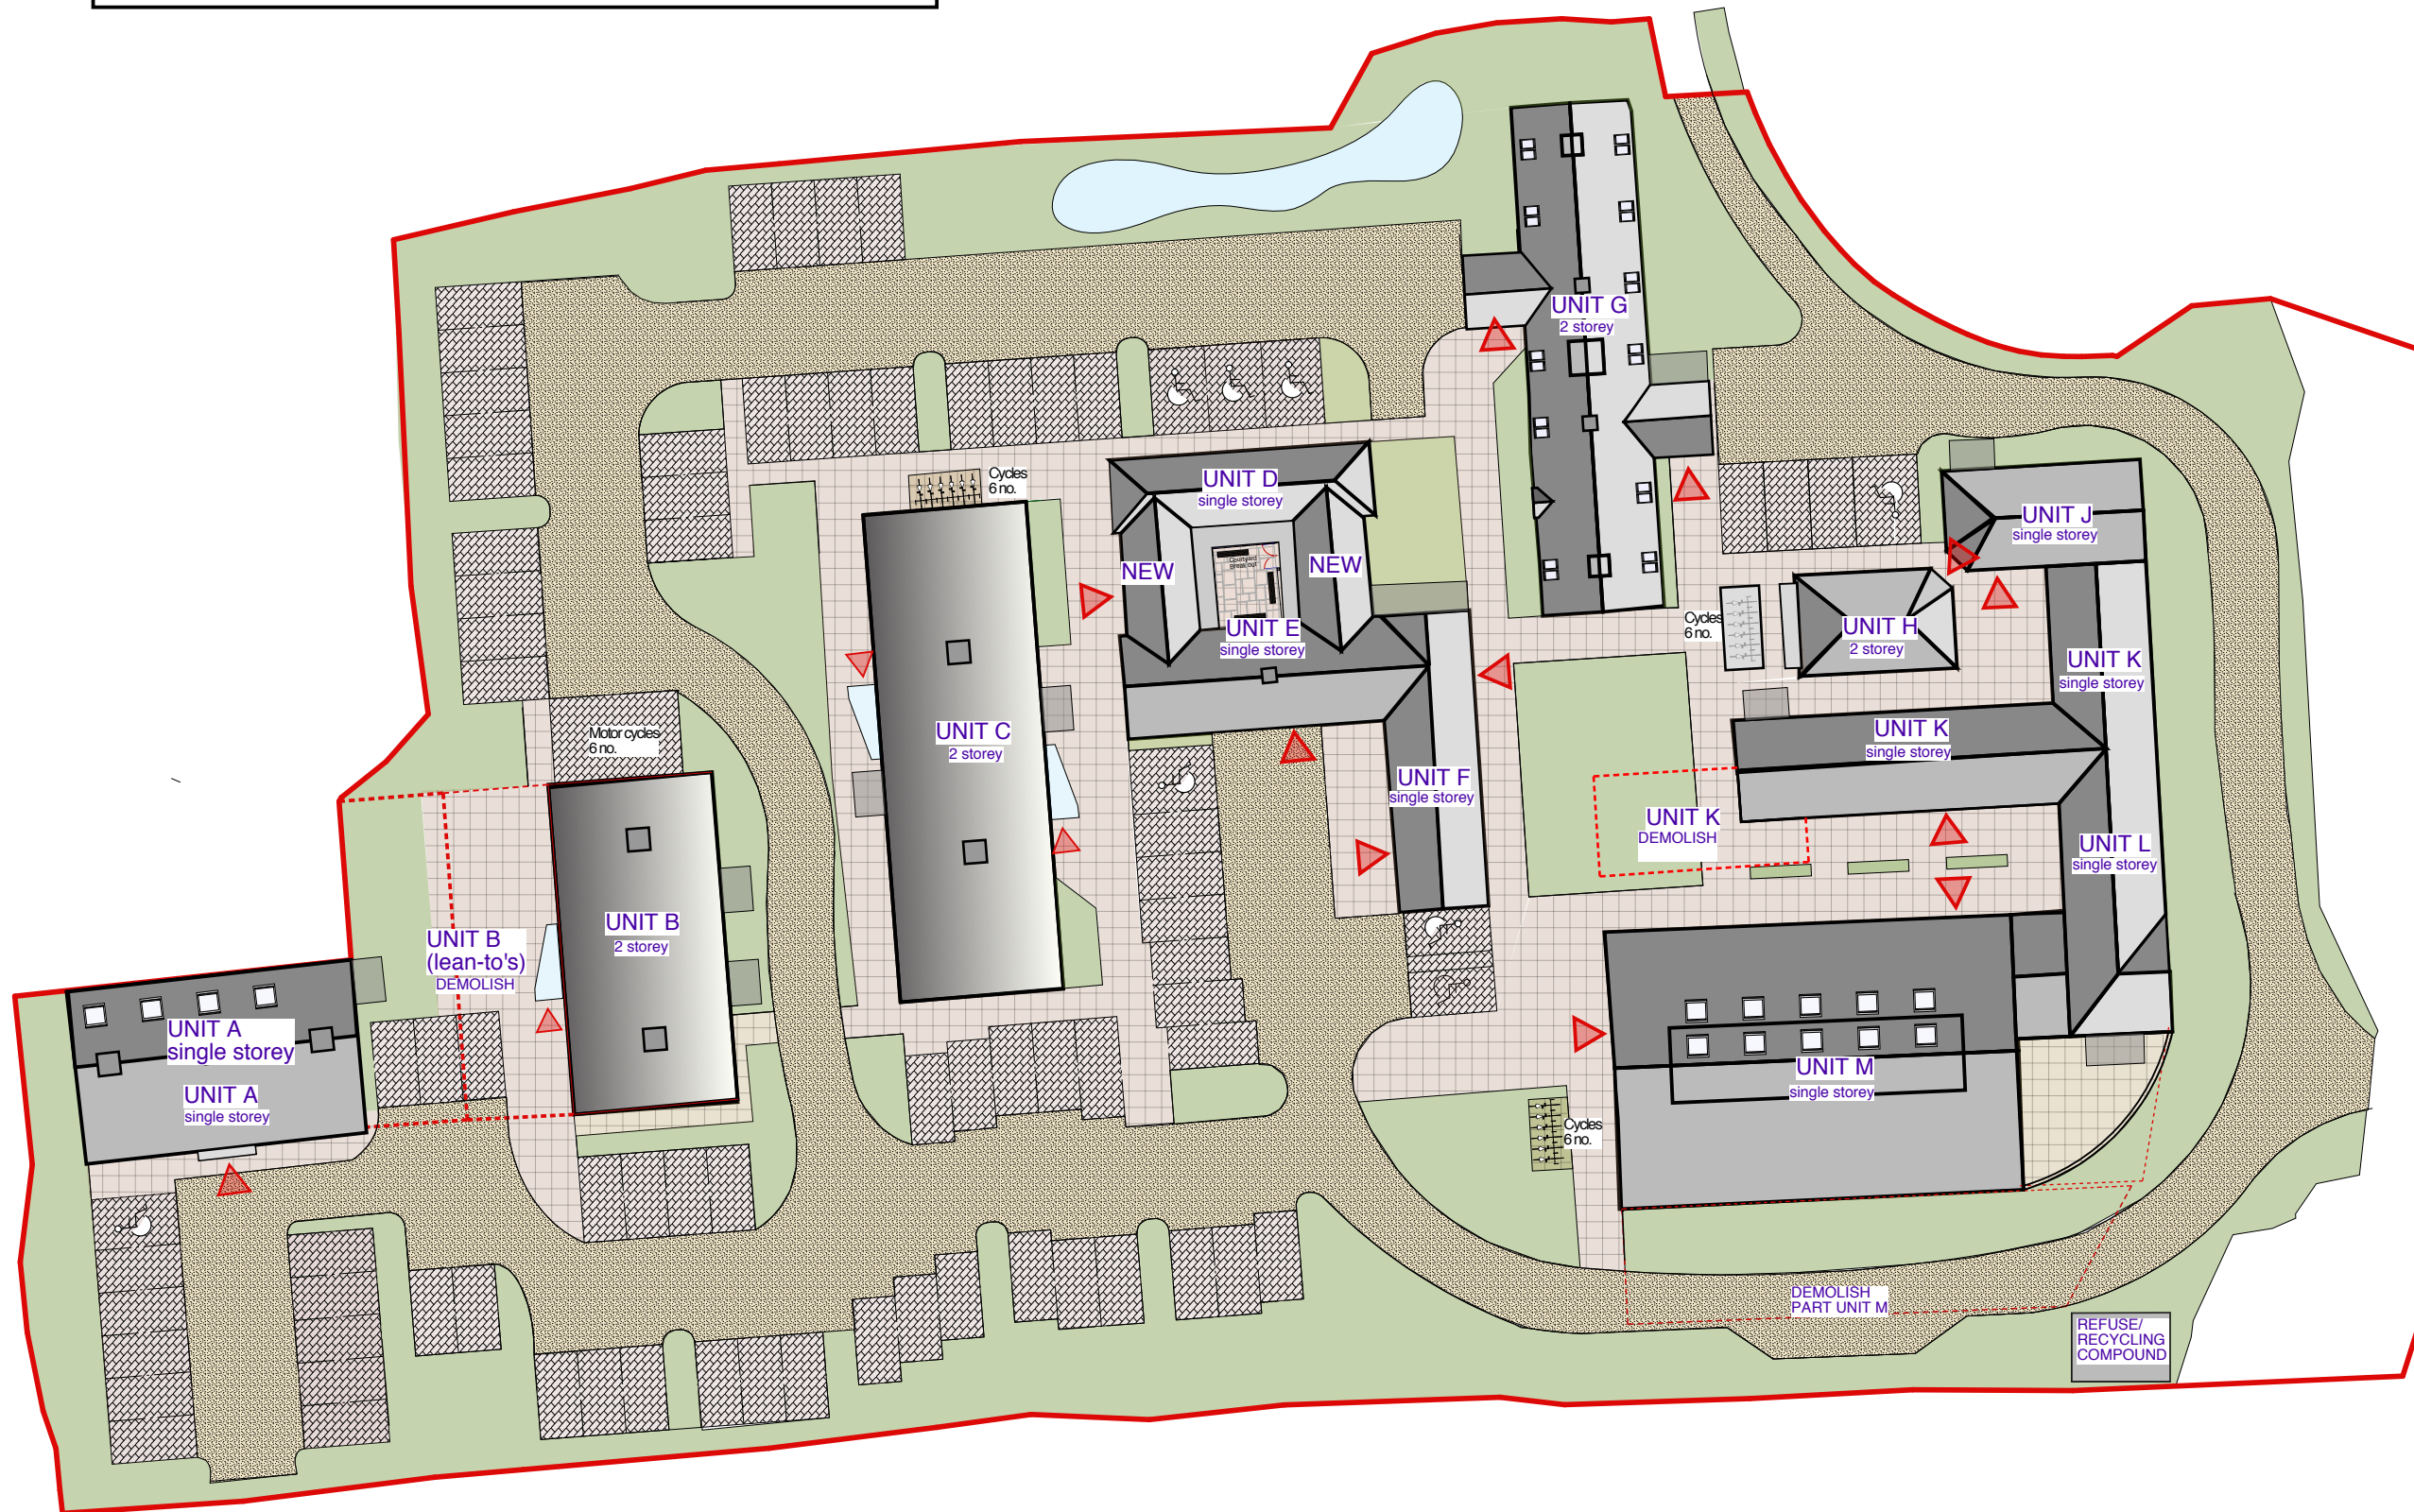 UNIT G
2 storey
Cycles
6 no.
UNIT D
single storey
UNIT J
single storey
Courtyard
Break out
NEW
NEW
Cycles
6 no.
UNIT E
single storey
UNIT H
2 storey
UNIT K
single storey
Motor cycles
6 no.
UNIT C
2 storey
UNIT K
single storey
UNIT F
single storey
UNIT K
DEMOLISH
UNIT L
single storey
UNIT B
(lean-to's)
DEMOLISH
UNIT B
2 storey
UNIT A
single storey
UNIT A
single storey
UNIT M
single storey
Cycles
6 no.
DEMOLISH
PART UNIT M
REFUSE/
RECYCLING
COMPOUND